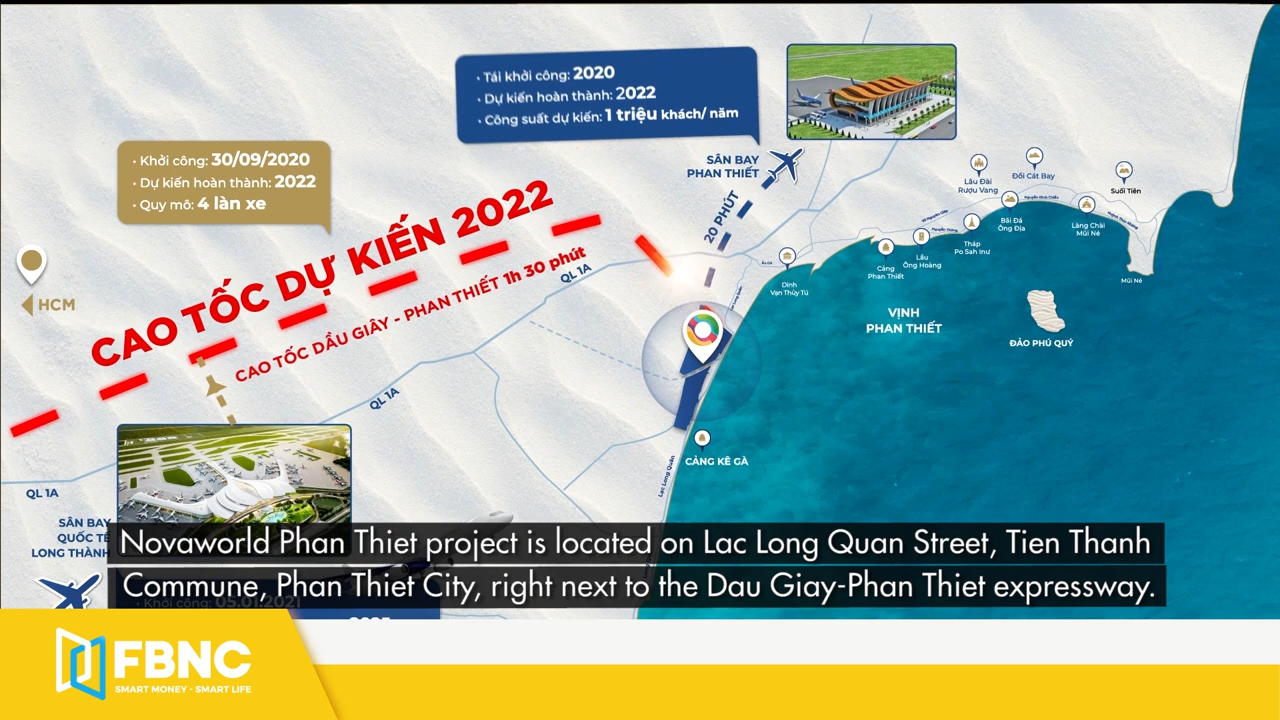 • Tái khởi công: 2020
• Dự kiến hoàn thành: 2022
• Công suất dự kiến: 1 triệu khách/ năm
• Khởi công: 30/09/2020
• Dự kiến hoàn thành: 2022
• Quy mô: 4 làn xe
SÂN BAY
PHAN THIẾT
20 PHÚT
CAO TỐC DỰ KIẾN 2022
CAO TỐC DẦU GIÂY - PHAN THIẾT 1h 30 phút
HCM
QL 1A
QL 1A
QL 1A
Lâu Đài
Rượu Vang
Đồi Cát Bay
Suối Tiên
Bãi Đá
Ông Địa
Làng Chài
Mũi Né
Tháp
Po Sah Inư
Lầu
Ông Hoàng
Cảng
Phan Thiết
Dinh
Vạn Thủy Tú
Mũi Né
VỊNH
PHAN THIẾT
ĐẢO PHÚ QUÝ
CẢNG KÊ GÀ
Lạc Long Quân
SÂN BAY
QUỐC TẾ
LONG THÀNH
• Khởi công: 05.01.2021
Novaworld Phan Thiet project is located on Lac Long Quan Street, Tien Thanh
Commune, Phan Thiet City, right next to the Dau Giay-Phan Thiet expressway.
FBNC
SMART MONEY - SMART LIFE